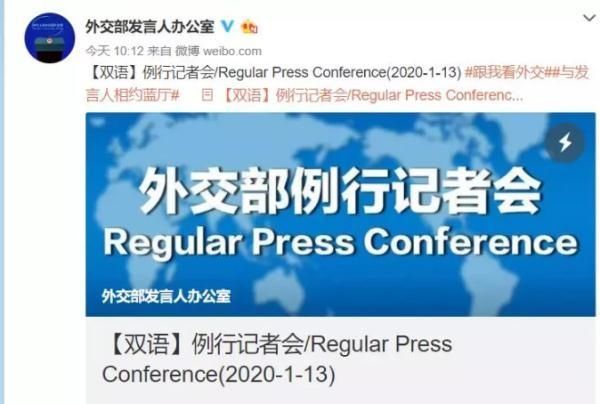 外交部发言人办公室
今天 10:12 来自 微博 weibo.com
【双语】例行记者会/Regular Press Conference(2020-1-13) #跟我看外交##与发
言人相约蓝厅# 【双语】例行记者会/Regular Press Conferenc...
外交部例行记者会
Regular Press Conference
外交部发言人办公室
【双语】例行记者会/Regular Press
Conference(2020-1-13)